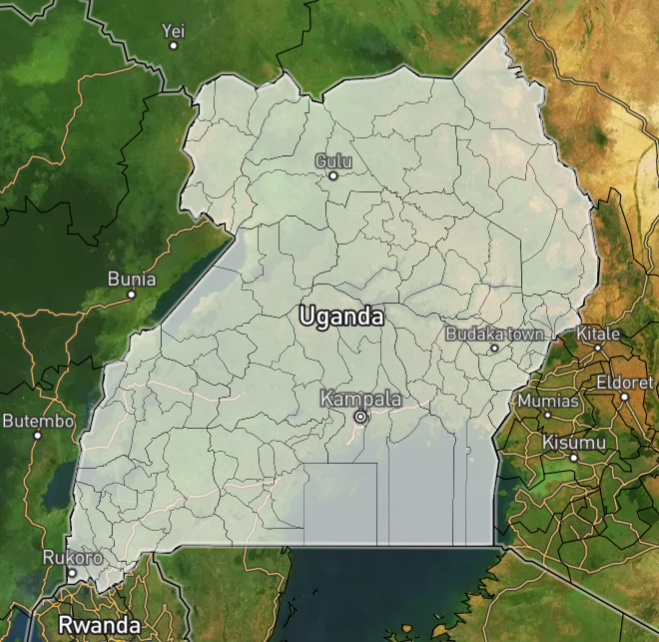 Yei
Gulu
Bunia
Uganda
Budaka town
Kitale
Eldoret
Kampala
Mumias
Butembo
Kisumu
Rukoro
Rwanda